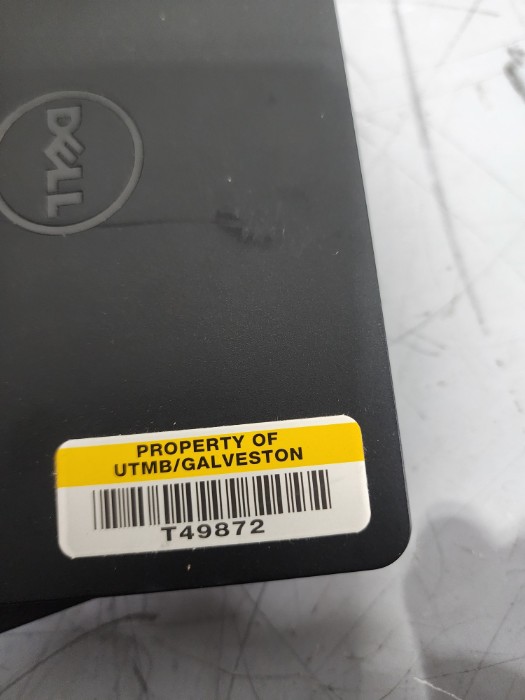 DELL
PROPERTY OF
UTMB/GALVESTON
T49872